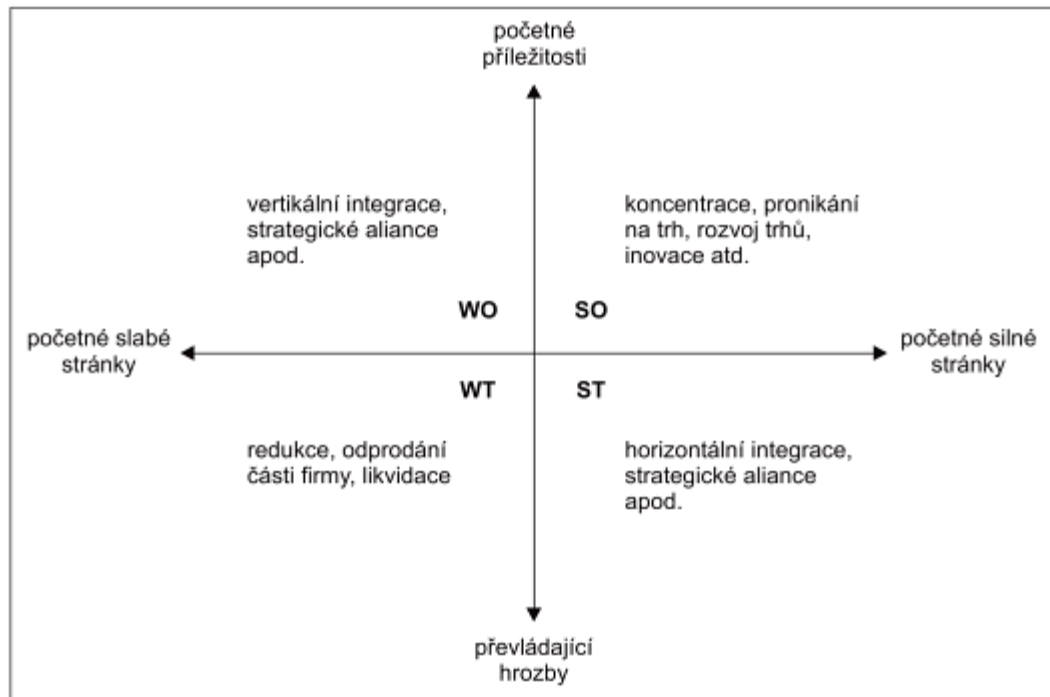 početné
příležitosti
vertikální integrace,
strategické aliance
apod.
koncentrace, pronikání
na trh, rozvoj trhů,
inovace atd.
WO
SO
početné slabé
stránky
početné silné
stránky
WT
ST
redukce, odprodání
části firmy, likvidace
horizontální integrace,
strategické aliance
apod.
převládající
hrozby